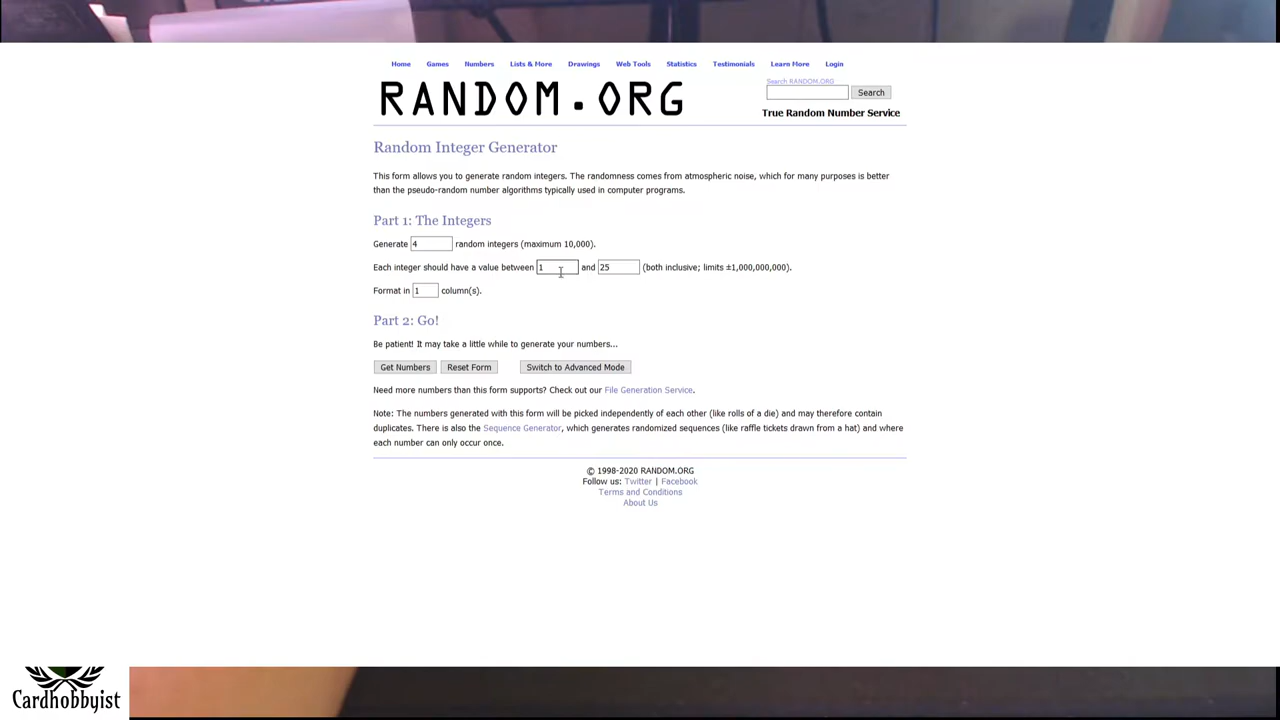 Home Games Numbers Lists & More Drawings Web Tools Statistics Testimonials Learn More Login
RANDOM.ORG
Search RANDOM.ORG
Search
True Random Number Service
Random Integer Generator
This form allows you to generate random integers. The randomness comes from atmospheric noise, which for many purposes is better
than the pseudo-random number algorithms typically used in computer programs.
Part 1: The Integers
Generate 4 random integers (maximum 10,000).
Each integer should have a value between 1 and 25 (both inclusive; limits ±1,000,000,000).
Format in 1 column(s).
Part 2: Go!
Be patient! It may take a little while to generate your numbers...
Get Numbers Reset Form Switch to Advanced Mode
Need more numbers than this form supports? Check out our File Generation Service.
Note: The numbers generated with this form will be picked independently of each other (like rolls of a die) and may therefore contain
duplicates. There is also the Sequence Generator, which generates randomized sequences (like raffle tickets drawn from a hat) and where
each number can only occur once.
© 1998-2020 RANDOM.ORG
Follow us: Twitter | Facebook
Terms and Conditions
About Us
Cardhobbyist